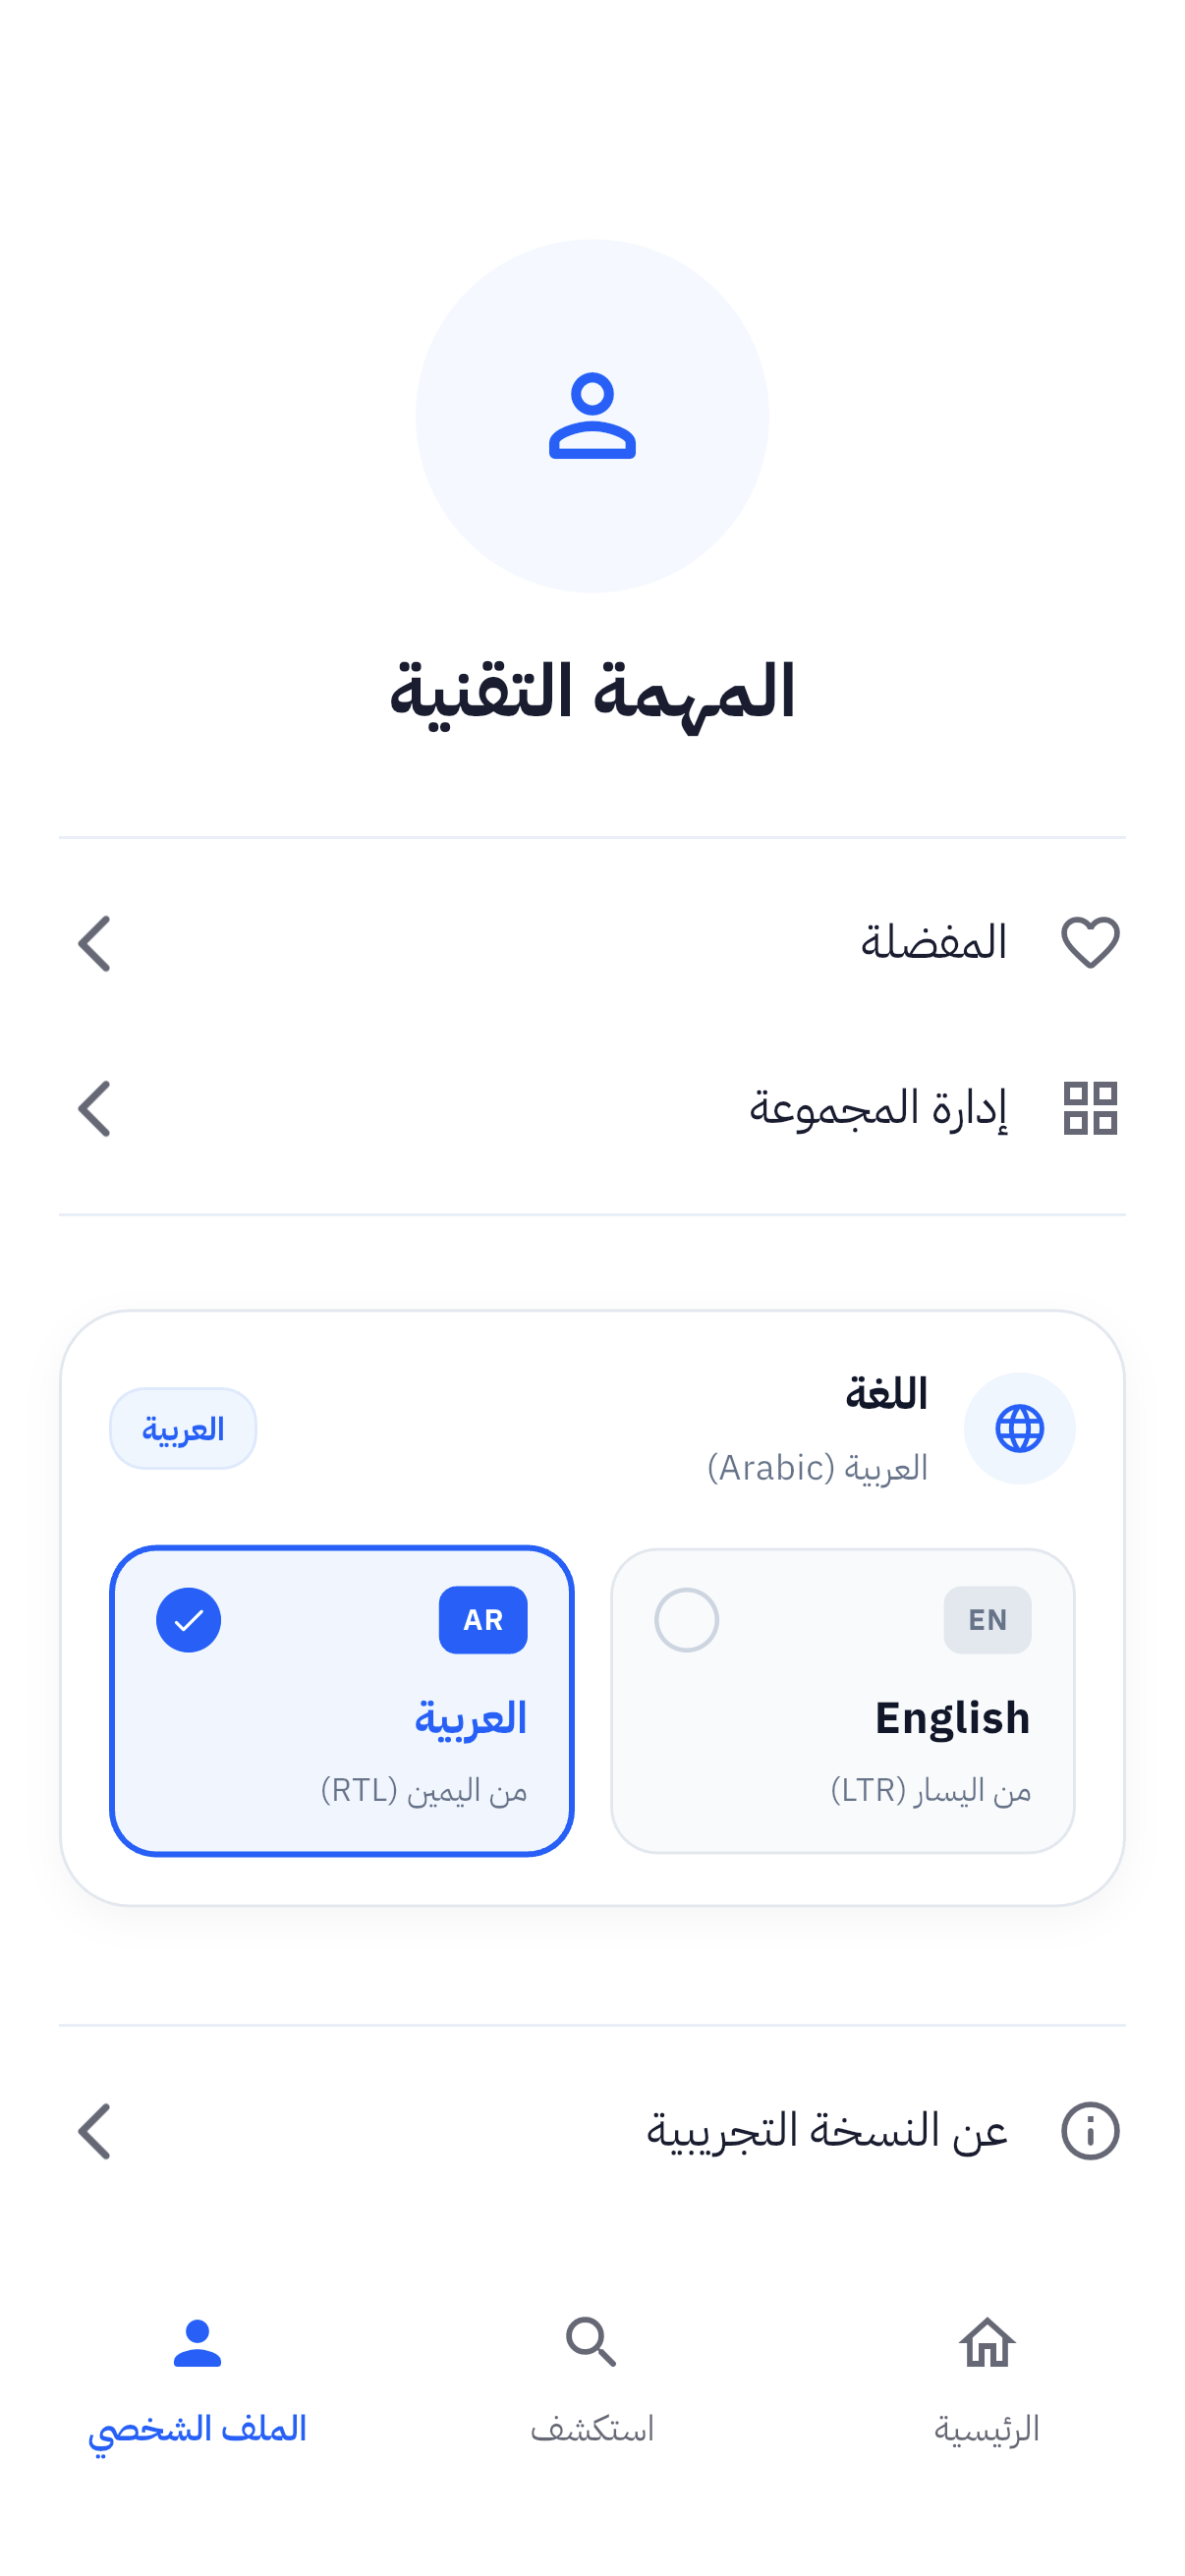 المهمة التقنية
المفضلة
إدارة المجموعة
اللغة
العربية (Arabic)
العربية
EN
English
من اليسار (LTR)
AR
العربية
من اليمين (RTL)
عن النسخة التجريبية
الرئيسية
استكشف
الملف الشخصي